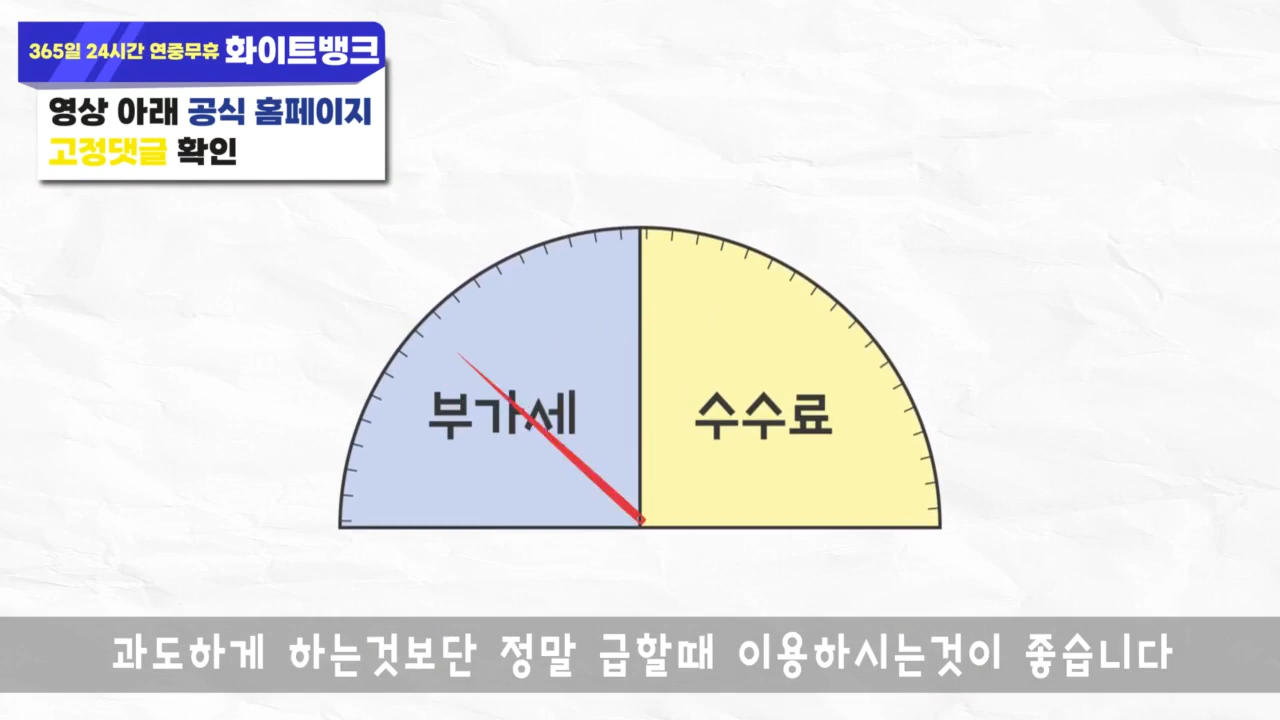 365일 24시간 연중무휴 화이트뱅크
영상 아래 공식 홈페이지
고정댓글 확인
부가세
수수료
과도하게 하는것보단 정말 급할때 이용하시는것이 좋습니다